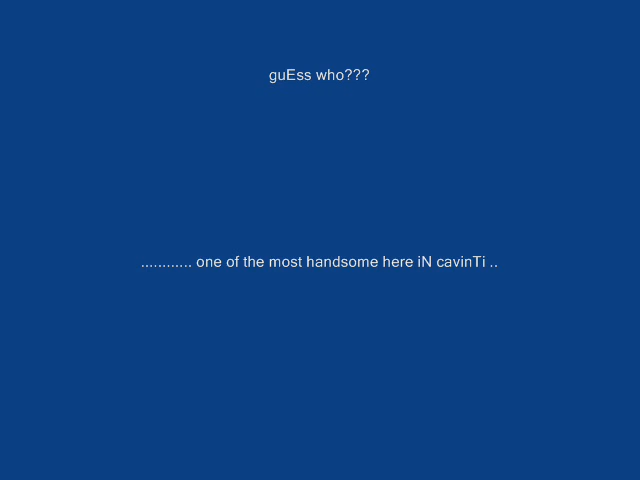 guEss who???
............ one of the most handsome here iN cavinTi ..